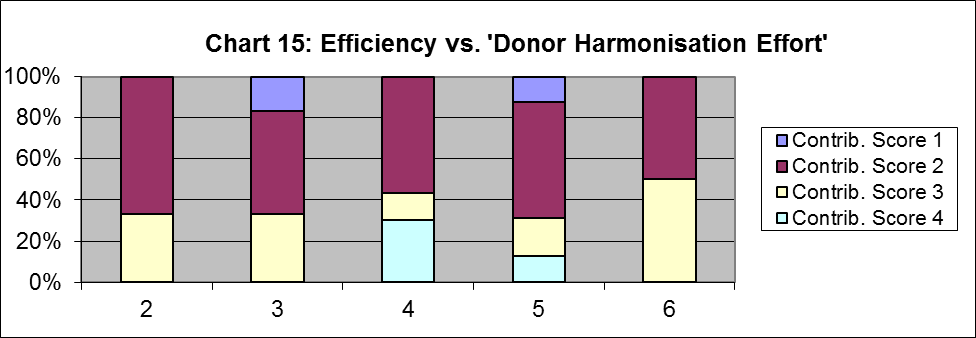 Chart 15: Efficiency vs. 'Donor Harmonisation Effort'
100%
80%
60%
40%
20%
0%
2 3 4 5 6
Contrib. Score 1
Contrib. Score 2
Contrib. Score 3
Contrib. Score 4